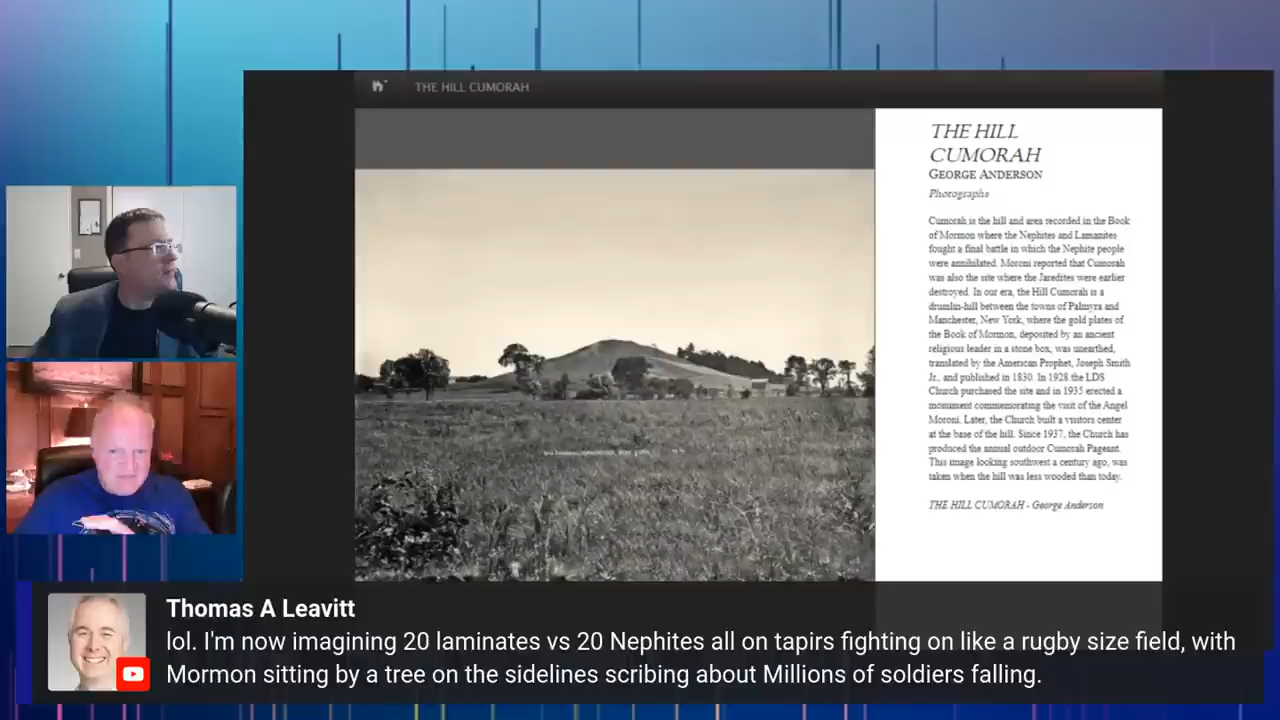 THE HILL CUMORAH
THE HILL
CUMORAH
GEORGE ANDERSON
Photographs
Cumorah is the hill and area recorded in the Book
of Mormon where the Nephites and Lamanites
fought a final battle in which the Nephite people
were annihilated. Moroni reported that Cumorah
was also the site where the Jaredites were earlier
destroyed. In our era, the Hill Cumorah is a
drumlin-hill between the towns of Palmyra and
Manchester, New York, where the gold plates of
the Book of Mormon, deposited by an ancient
religious leader in a stone box, was unearthed,
translated by the American Prophet, Joseph Smith
Jr., and published in 1830. In 1928 the LDS
Church purchased the site and in 1935 erected a
monument commemorating the visit of the Angel
Moroni. Later, the Church built a visitors center
at the base of the hill. Since 1937, the Church has
produced the annual outdoor Cumorah Pageant.
This image looking southwest a century ago, was
taken when the hill was less wooded than today.
THE HILL CUMORAH - George Anderson
Thomas A Leavitt
lol. I'm now imagining 20 laminates vs 20 Nephites all on tapirs fighting on like a rugby size field, with
Mormon sitting by a tree on the sidelines scribing about Millions of soldiers falling.